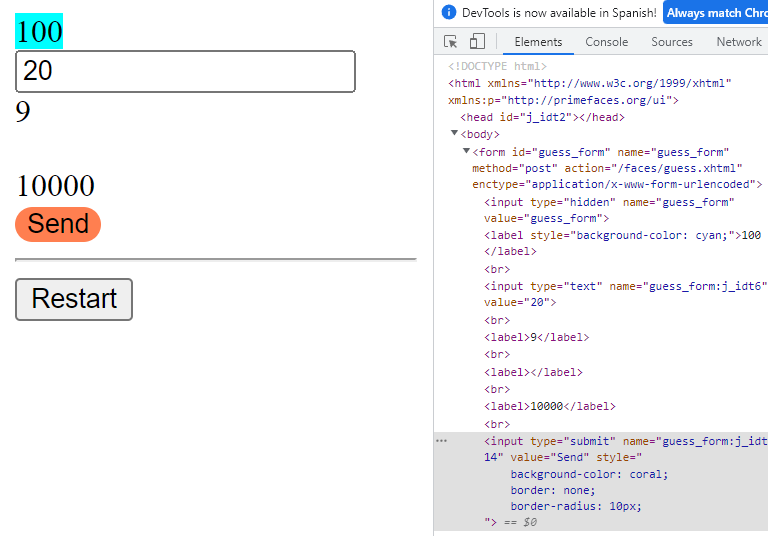 100
20
9
10000
Send
Restart
DevTools is now available in Spanish! Always match Chro
Elements Console Sources Network
<!DOCTYPE html>
<html xmlns="http://www.w3c.org/1999/xhtml"
xmlns:p="http://primefaces.org/ui">
<head id="j_idt2"></head>
<body>
<form id="guess_form" name="guess_form"
method="post" action="/faces/guess.xhtml"
enctype="application/x-www-form-urlencoded">
<input type="hidden" name="guess_form"
value="guess_form">
<label style="background-color: cyan;">100
</label>
<br>
<input type="text" name="guess_form:j_idt6"
value="20">
<br>
<label>9</label>
<br>
<label></label>
<br>
<label>10000</label>
<br>
<input type="submit" name="guess_form:j_idt
14" value="Send" style="
background-color: coral;
border: none;
border-radius: 10px;
"> == $0